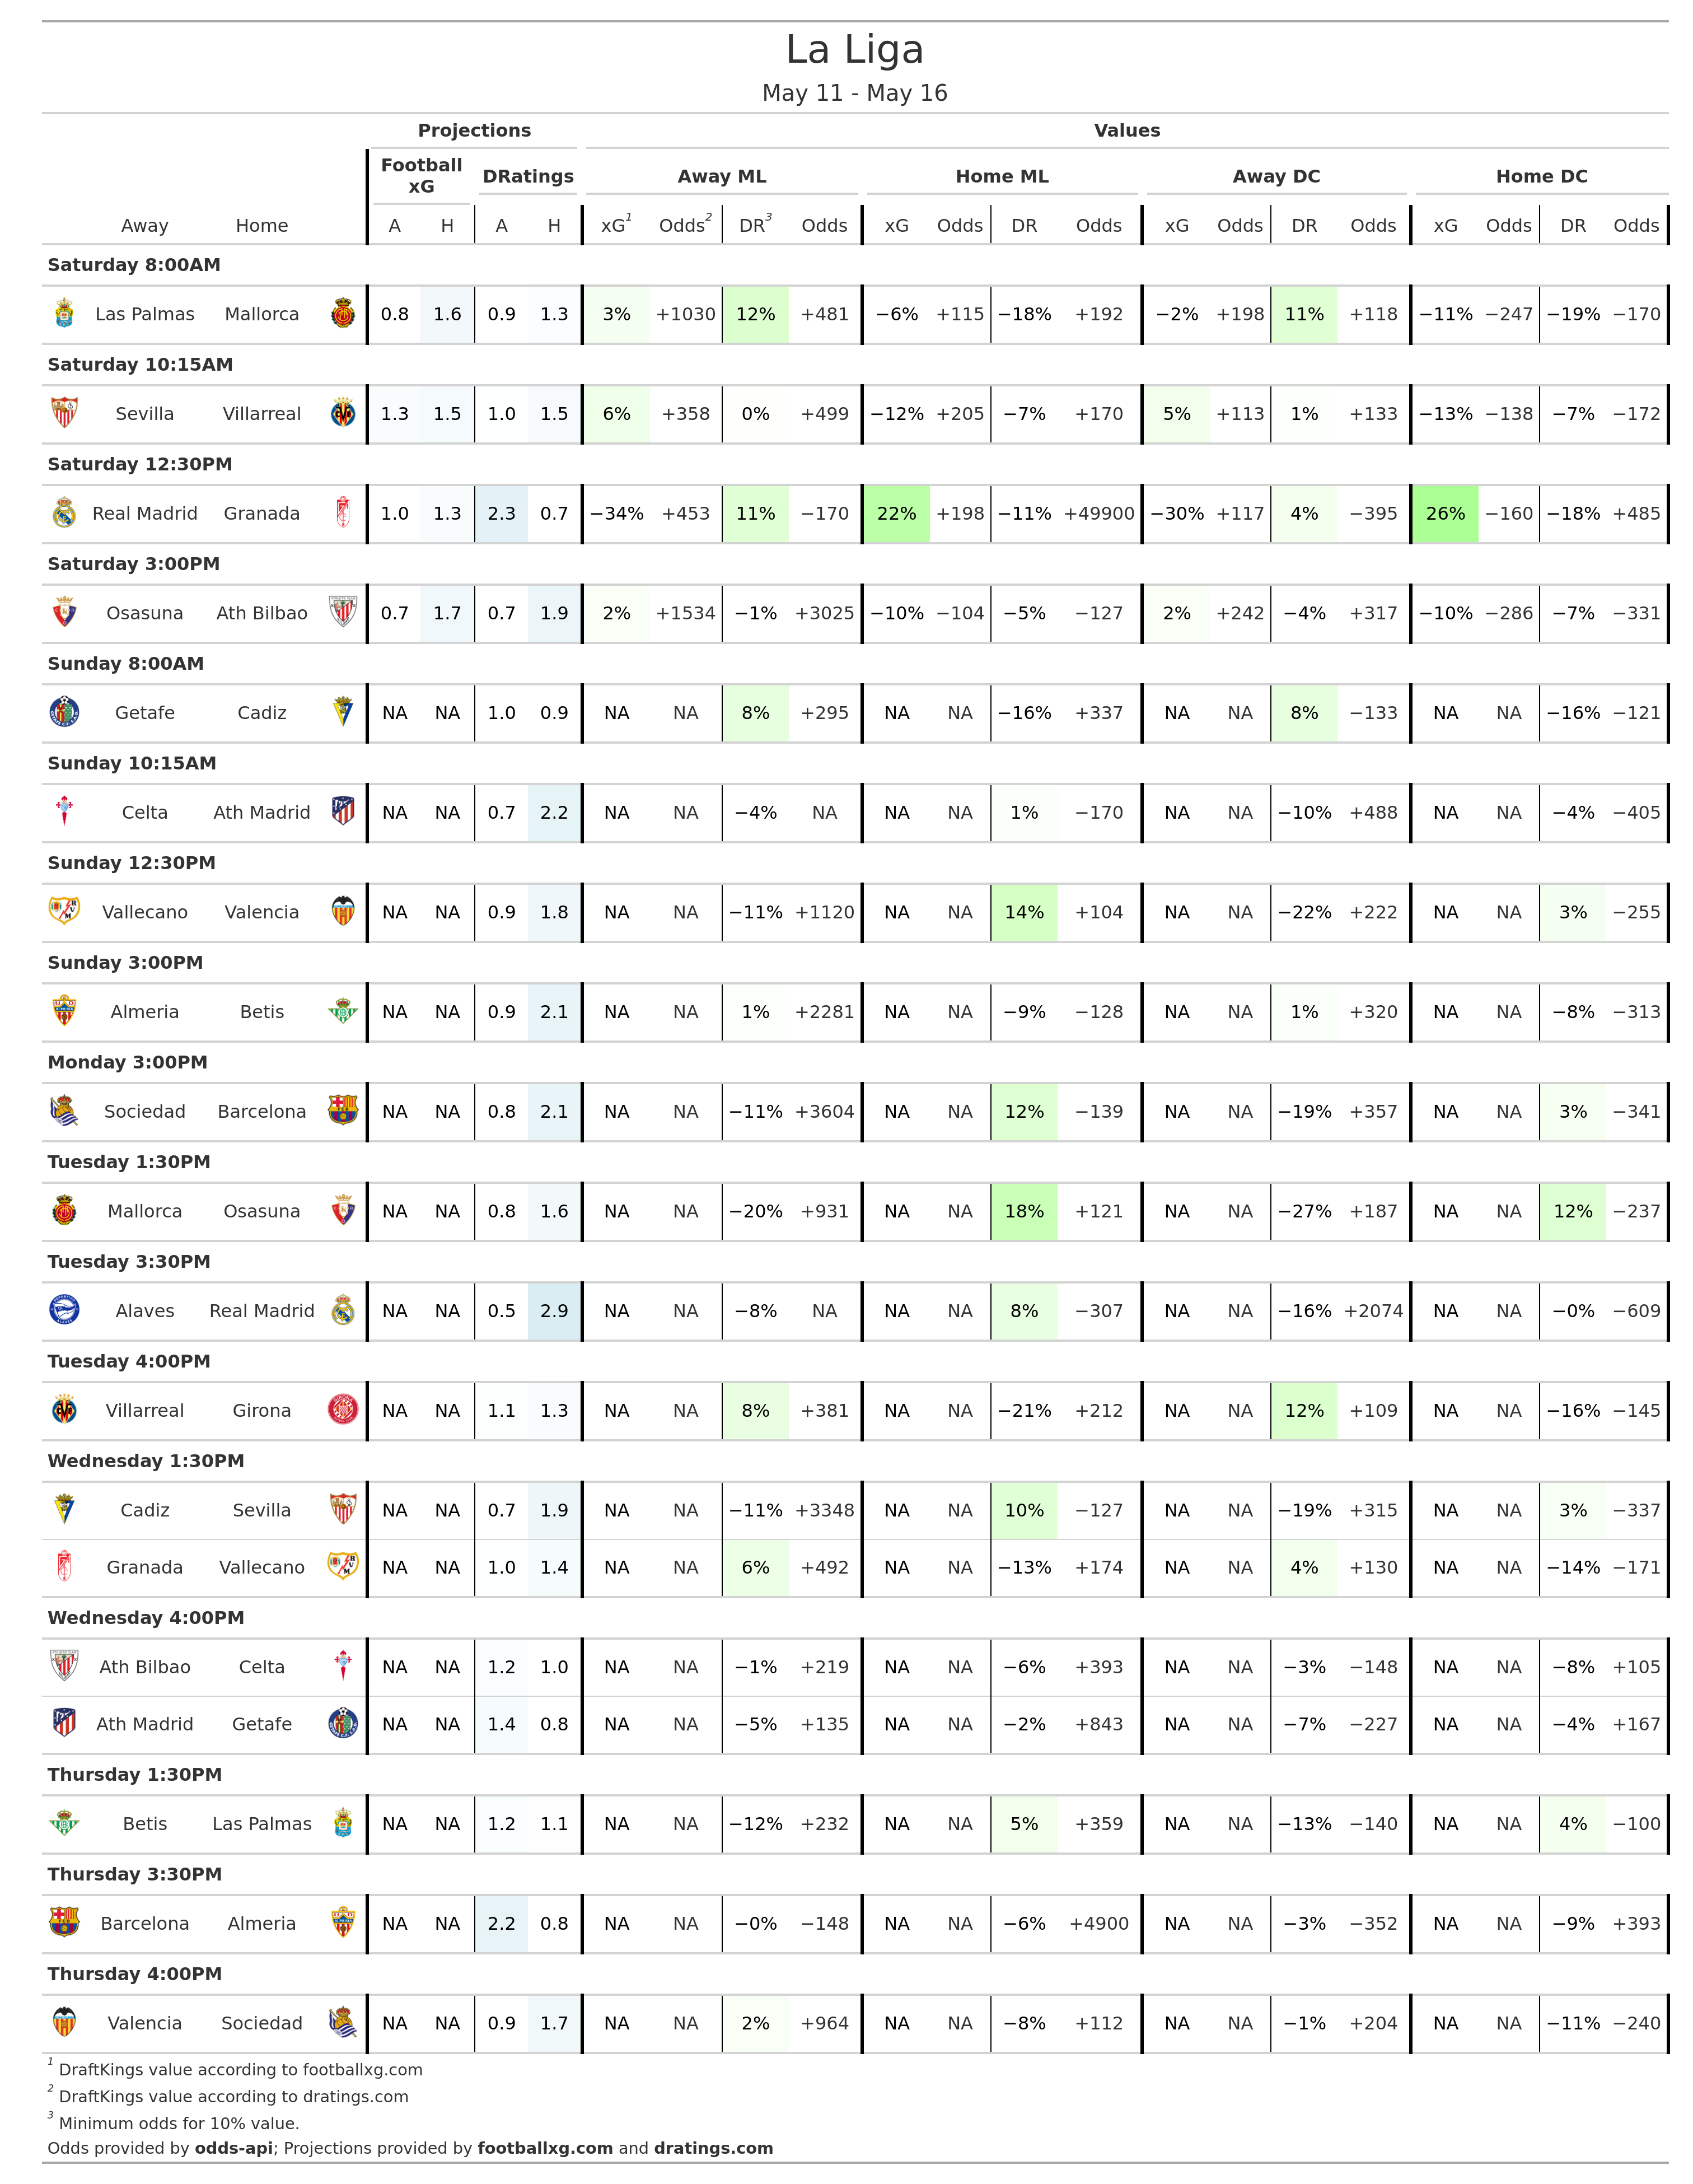 La Liga
May 11 - May 16
Projections Values
Football xG DRatings Away ML Home ML Away DC Home DC
Away Home A H A H xG1 Odds2 DR3 Odds xG Odds DR Odds xG Odds DR Odds xG Odds DR Odds
Saturday 8:00AM
Las Palmas Mallorca 0.8 1.6 0.9 1.3 3% +1030 12% +481 −6% +115 −18% +192 −2% +198 11% +118 −11% −247 −19% −170
Saturday 10:15AM
Sevilla Villarreal 1.3 1.5 1.0 1.5 6% +358 0% +499 −12% +205 −7% +170 5% +113 1% +133 −13% −138 −7% −172
Saturday 12:30PM
Real Madrid Granada 1.0 1.3 2.3 0.7 −34% +453 11% −170 22% +198 −11% +49900 −30% +117 4% −395 26% −160 −18% +485
Saturday 3:00PM
Osasuna Ath Bilbao 0.7 1.7 0.7 1.9 2% +1534 −1% +3025 −10% −104 −5% −127 2% +242 −4% +317 −10% −286 −7% −331
Sunday 8:00AM
Getafe Cadiz NA NA 1.0 0.9 NA NA 8% +295 NA NA −16% +337 NA NA 8% −133 NA NA −16% −121
Sunday 10:15AM
Celta Ath Madrid NA NA 0.7 2.2 NA NA −4% NA NA NA 1% −170 NA NA −10% +488 NA NA −4% −405
Sunday 12:30PM
Vallecano Valencia NA NA 0.9 1.8 NA NA −11% +1120 NA NA 14% +104 NA NA −22% +222 NA NA 3% −255
Sunday 3:00PM
Almeria Betis NA NA 0.9 2.1 NA NA 1% +2281 NA NA −9% −128 NA NA 1% +320 NA NA −8% −313
Monday 3:00PM
Sociedad Barcelona NA NA 0.8 2.1 NA NA −11% +3604 NA NA 12% −139 NA NA −19% +357 NA NA 3% −341
Tuesday 1:30PM
Mallorca Osasuna NA NA 0.8 1.6 NA NA −20% +931 NA NA 18% +121 NA NA −27% +187 NA NA 12% −237
Tuesday 3:30PM
Alaves Real Madrid NA NA 0.5 2.9 NA NA −8% NA NA NA 8% −307 NA NA −16% +2074 NA NA −0% −609
Tuesday 4:00PM
Villarreal Girona NA NA 1.1 1.3 NA NA 8% +381 NA NA −21% +212 NA NA 12% +109 NA NA −16% −145
Wednesday 1:30PM
Cadiz Sevilla NA NA 0.7 1.9 NA NA −11% +3348 NA NA 10% −127 NA NA −19% +315 NA NA 3% −337
Granada Vallecano NA NA 1.0 1.4 NA NA 6% +492 NA NA −13% +174 NA NA 4% +130 NA NA −14% −171
Wednesday 4:00PM
Ath Bilbao Celta NA NA 1.2 1.0 NA NA −1% +219 NA NA −6% +393 NA NA −3% −148 NA NA −8% +105
Ath Madrid Getafe NA NA 1.4 0.8 NA NA −5% +135 NA NA −2% +843 NA NA −7% −227 NA NA −4% +167
Thursday 1:30PM
Betis Las Palmas NA NA 1.2 1.1 NA NA −12% +232 NA NA 5% +359 NA NA −13% −140 NA NA 4% −100
Thursday 3:30PM
Barcelona Almeria NA NA 2.2 0.8 NA NA −0% −148 NA NA −6% +4900 NA NA −3% −352 NA NA −9% +393
Thursday 4:00PM
Valencia Sociedad NA NA 0.9 1.7 NA NA 2% +964 NA NA −8% +112 NA NA −1% +204 NA NA −11% −240
1 DraftKings value according to footballxg.com
2 DraftKings value according to dratings.com
3 Minimum odds for 10% value.
Odds provided by odds-api; Projections provided by footballxg.com and dratings.com